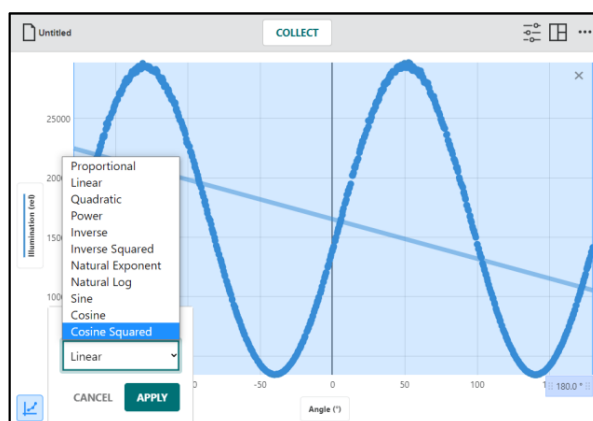 Untitled
COLLECT
25000
Proportional
Linear
Quadratic
Power
Inverse
Inverse Squared
Natural Exponent
Natural Log
Sine
Cosine
Cosine Squared
Linear
CANCEL
APPLY
Illumination (rel)
-50
0
50
100
180.0 °
Angle (°)